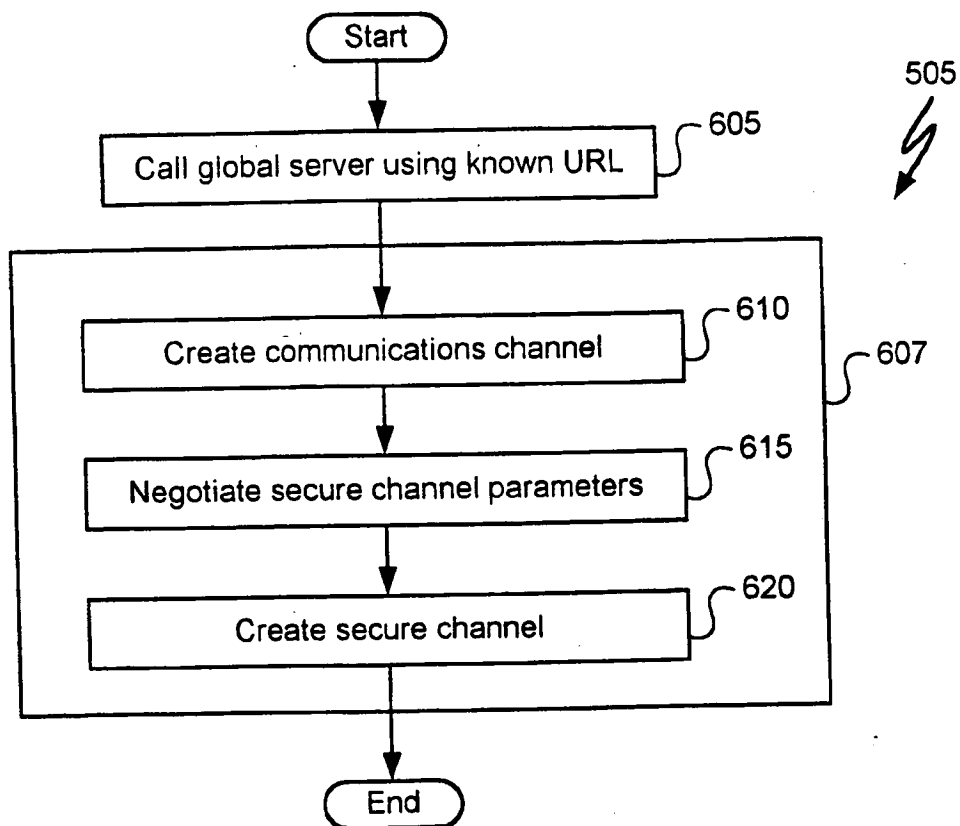 Start
505
Call global server using known URL
605
Create communications channel
610
607
Negotiate secure channel parameters
615
Create secure channel
620
End